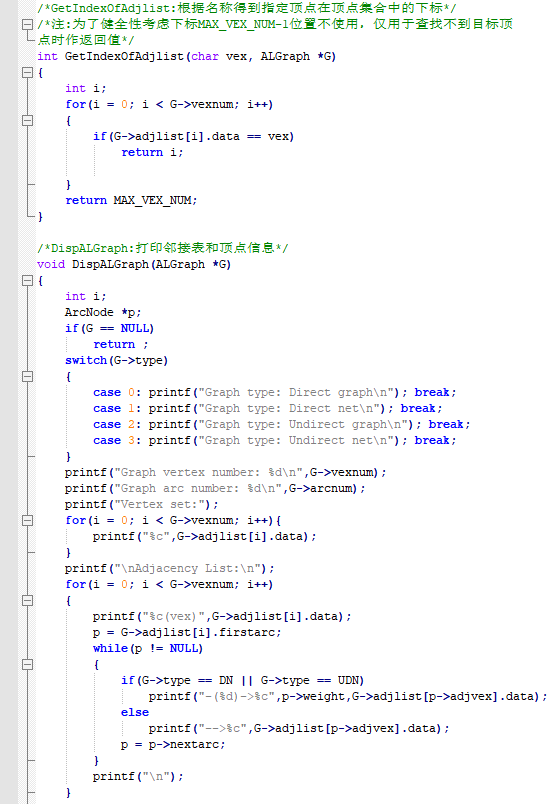 /*GetIndexOfAdjlist:根据名称得到指定顶点在顶点集合中的下标*/
/*注:为了健全性考虑下标MAX_VEX_NUM-1位置不使用，仅用于查找不到目标顶
点时作返回值*/
int GetIndexOfAdjlist(char vex, ALGraph *G)
{
    int i;
    for(i = 0; i < G->vexnum; i++)
    {
        if(G->adjlist[i].data == vex)
            return i;
    }
    return MAX_VEX_NUM;
}
/*DispALGraph:打印邻接表和顶点信息*/
void DispALGraph(ALGraph *G)
{
    int i;
    ArcNode *p;
    if(G == NULL)
        return ;
    switch(G->type)
    {
        case 0: printf("Graph type: Direct graph\n"); break;
        case 1: printf("Graph type: Direct net\n"); break;
        case 2: printf("Graph type: Undirect graph\n"); break;
        case 3: printf("Graph type: Undirect net\n"); break;
    }
    printf("Graph vertex number: %d\n",G->vexnum);
    printf("Graph arc number: %d\n",G->arcnum);
    printf("Vertex set:");
    for(i = 0; i < G->vexnum; i++){
        printf("%c",G->adjlist[i].data);
    }
    printf("\nAdjacency List:\n");
    for(i = 0; i < G->vexnum; i++)
    {
        printf("%c(vex)",G->adjlist[i].data);
        p = G->adjlist[i].firstarc;
        while(p != NULL)
        {
            if(G->type == DN || G->type == UDN)
                printf("-(%d)->%c",p->weight,G->adjlist[p->adjvex].data);
            else
                printf("-->%c",G->adjlist[p->adjvex].data);
            p = p->nextarc;
        }
        printf("\n");
    }